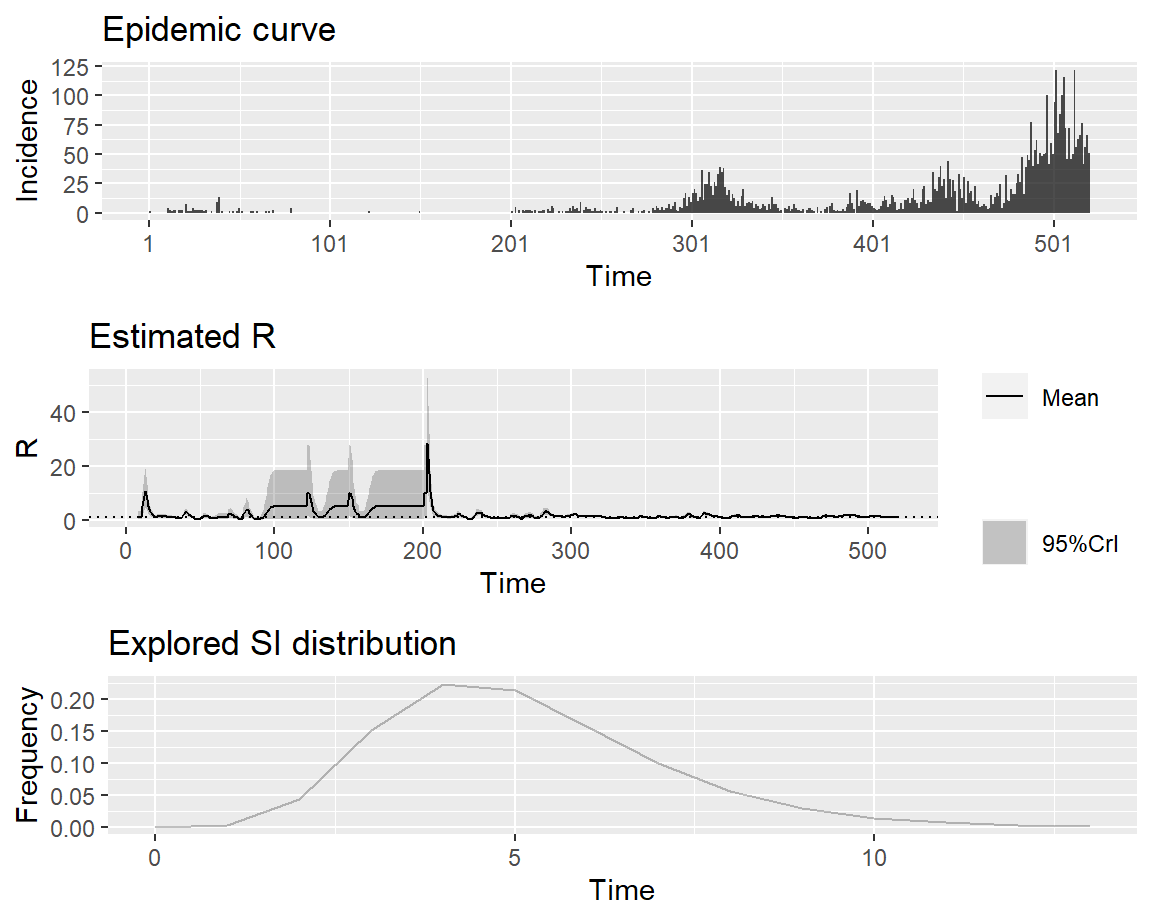 Epidemic curve
Incidence
125
100
75
50
25
0
1 101 201 301 401 501
Time
Estimated R
R
40
20
0
0 100 200 300 400 500
Time
Mean
95%CrI
Explored SI distribution
Frequency
0.20
0.15
0.10
0.05
0.00
0 5 10
Time